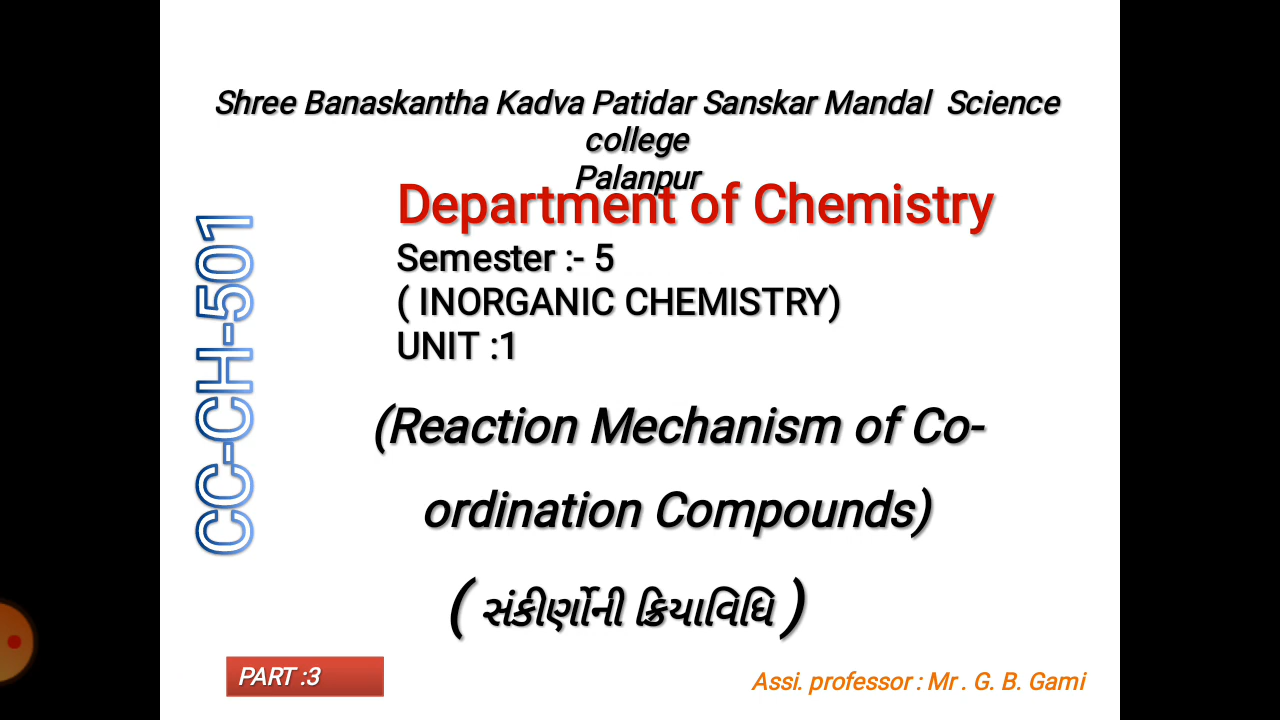 Shree Banaskantha Kadva Patidar Sanskar Mandal Science
college
Palanpur
Department of Chemistry
Semester :- 5
( INORGANIC CHEMISTRY)
UNIT :1
CC-CH-501
(Reaction Mechanism of Co-
ordination Compounds)
( સંકીર્ણોની ક્રિયાવિધિ )
PART :3
Assi. professor : Mr . G. B. Gami